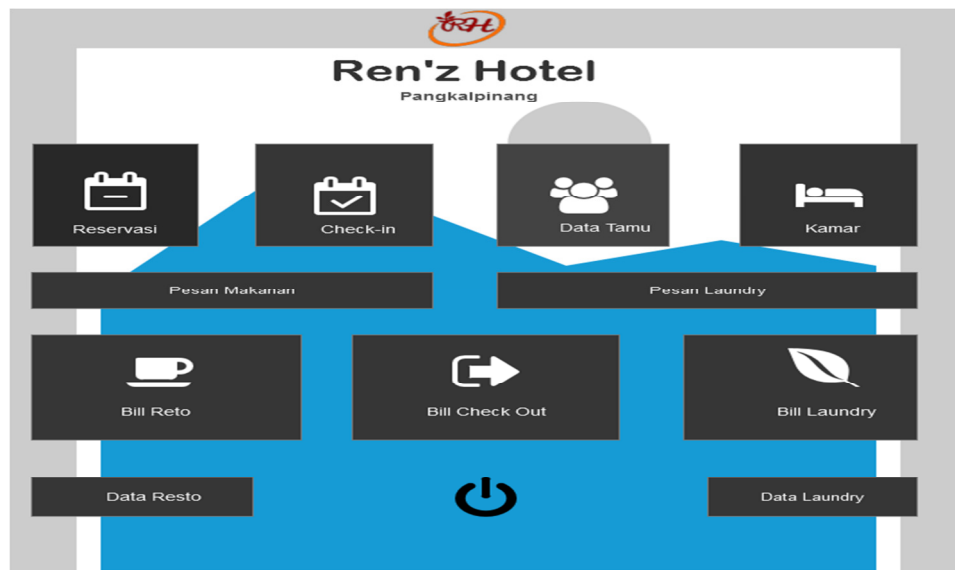 RH
Ren'z Hotel
Pangkalpinang
Reservasi
Check-in
Data Tamu
Kamar
Pesan Makanan
Pesan Laundry
Bill Reto
Bill Check Out
Bill Laundry
Data Resto
Data Laundry